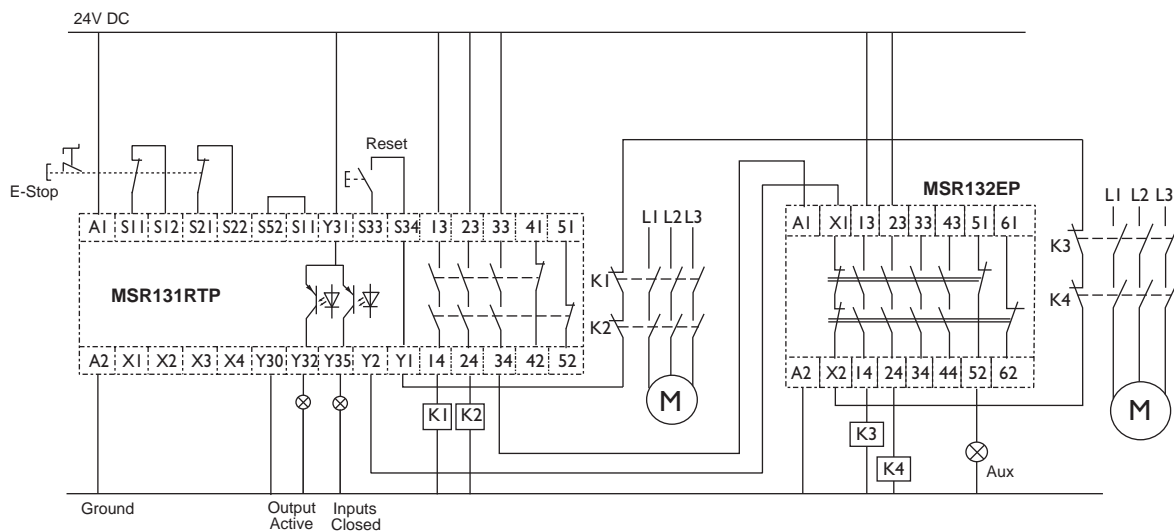 24V DC
E-Stop
Reset
A1 S11 S12 S21 S22 S52 S11 Y31 S33 S34 13 23 33 41 51
MSR131RTP
A2 X1 X2 X3 X4 Y30 Y32 Y35 Y2 Y1 14 24 34 42 52
K1 K2
L1 L2 L3
K1
K2
M
MSR132EP
A1 X1 13 23 33 43 51 61
A2 X2 14 24 34 44 52 62
K3
K4
Aux
L1 L2 L3
K3
K4
M
Ground
Output
Active
Inputs
Closed